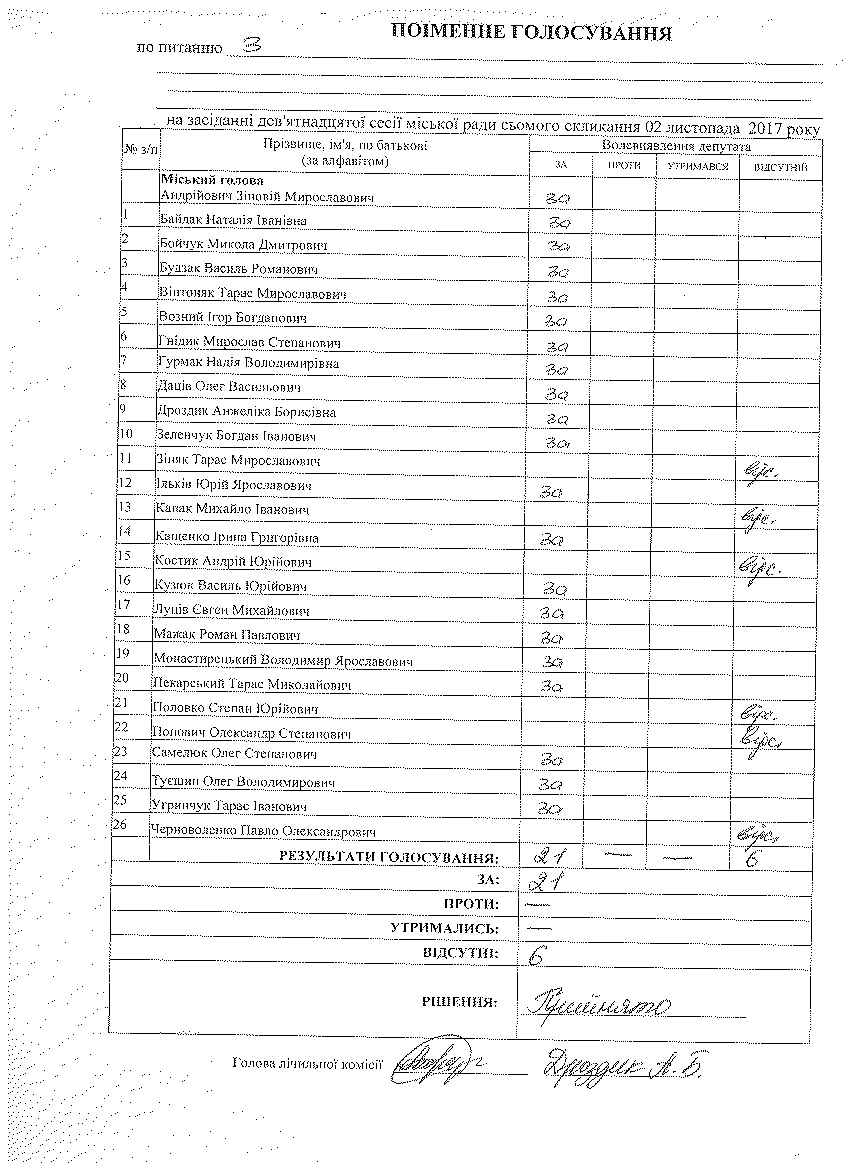 ПОІМЕННЕ ГОЛОСУВАННЯ
по питанню 3
на засіданні дев'ятнадцятої сесії міської ради сьомого скликання 02 листопада 2017 року
№ з/п Прізвище, ім'я, по батькові (за алфавітом) Волевиявлення депутата
ЗА ПРОТИ УТРИМАВСЯ ВІДСУТНІЙ
Міський голова
Андрійович Зіновій Мирославович за
1 Байдак Наталія Іванівна за
2 Бойчук Микола Дмитрович за
3 Будзак Василь Романович за
4 Вінтоняк Тарас Мирославович за
5 Возний Ігор Богданович за
6 Гнідик Мирослав Степанович за
7 Гурмак Надія Володимирівна за
8 Даців Олег Васильович за
9 Дроздик Анжеліка Борисівна за
10 Зеленчук Богдан Іванович за
11 Зіняк Тарас Мирославович відс.
12 Ільків Юрій Ярославович за
13 Капак Михайло Іванович відс.
14 Кащенко Ірина Григорівна за
15 Костик Андрій Юрійович відс.
16 Кузюк Василь Юрійович за
17 Луців Євген Михайлович за
18 Мажак Роман Павлович за
19 Монастирецький Володимир Ярославович за
20 Пекарський Тарас Миколайович за
21 Половко Степан Юрійович відс.
22 Попович Олександр Степанович відс.
23 Самелюк Олег Степанович за
24 Туєшин Олег Володимирович за
25 Угринчук Тарас Іванович за
26 Черноволенко Павло Олександрович відс.
РЕЗУЛЬТАТИ ГОЛОСУВАННЯ: 21 — — 6
ЗА: 21
ПРОТИ: —
УТРИМАЛИСЬ: —
ВІДСУТНІ: 6
РІШЕННЯ: Прийнято
Голова лічильної комісії Дроздик А.Б.